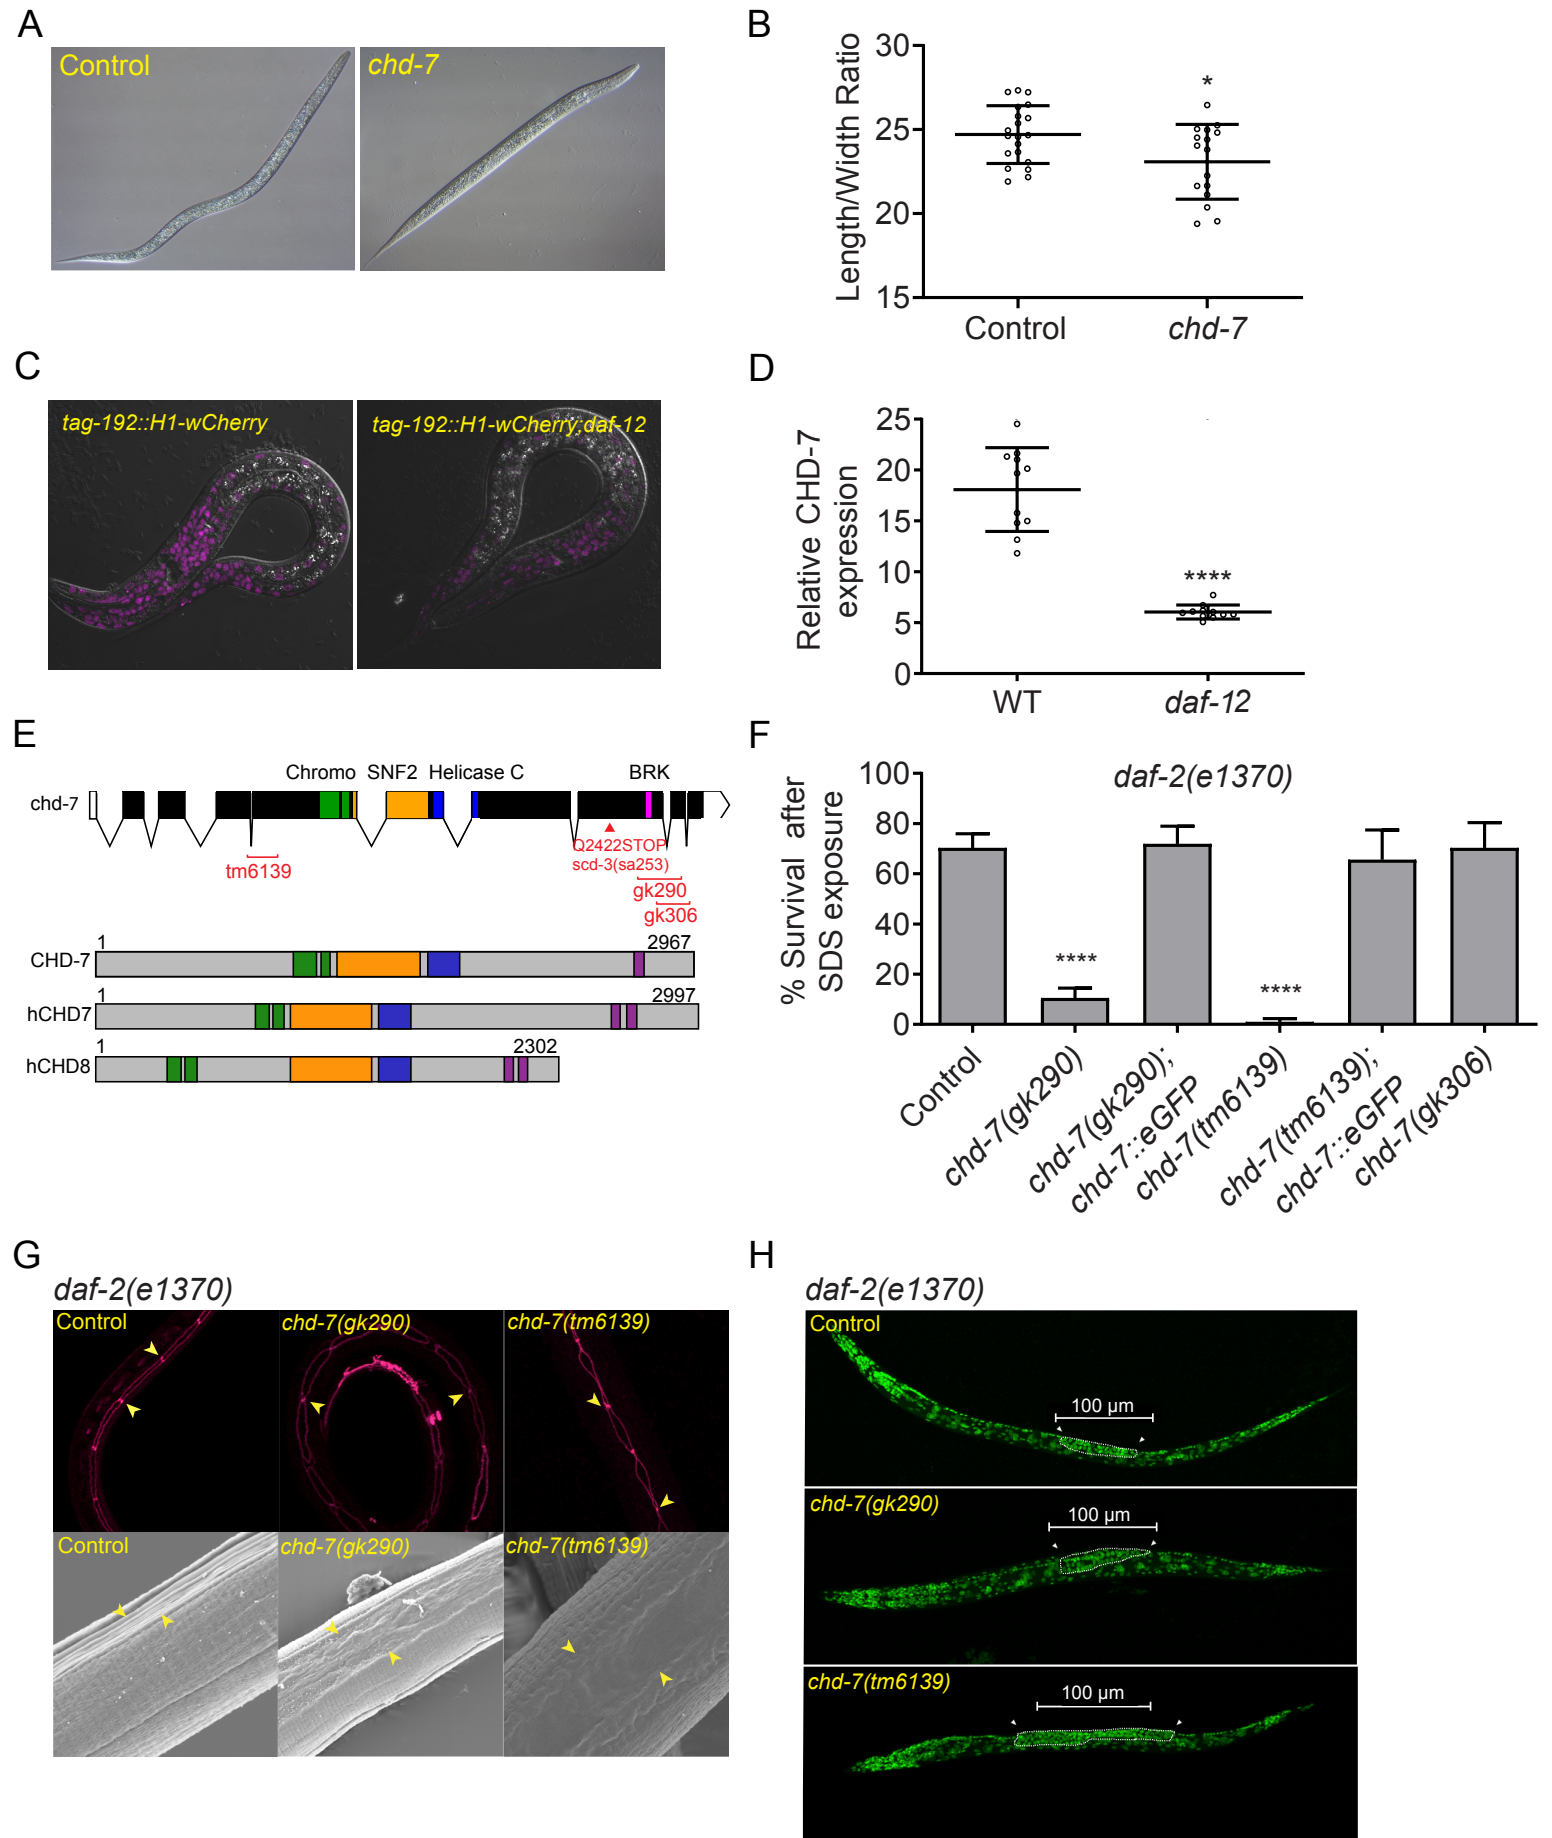 A
Control
chd-7
B
Length/Width Ratio
30
25
20
15
*
Control
chd-7
C
tag-192::H1-wCherry
tag-192::H1-wCherry;daf-12
D
Relative CHD-7
expression
25
20
15
10
5
0
****
WT
daf-12
E
Chromo SNF2 Helicase C BRK
chd-7
tm6139
Q2422STOP
scd-3(sa253)
gk290
gk306
1 2967
CHD-7
1 2997
hCHD7
1 2302
hCHD8
F
daf-2(e1370)
% Survival after
SDS exposure
100
80
60
40
20
0
****
****
Control
chd-7(gk290)
chd-7(gk290);
chd-7::eGFP
chd-7(tm6139)
chd-7(tm6139);
chd-7::eGFP
chd-7(gk306)
G
daf-2(e1370)
Control
chd-7(gk290)
chd-7(tm6139)
Control
chd-7(gk290)
chd-7(tm6139)
H
daf-2(e1370)
Control
100 µm
chd-7(gk290)
100 µm
chd-7(tm6139)
100 µm